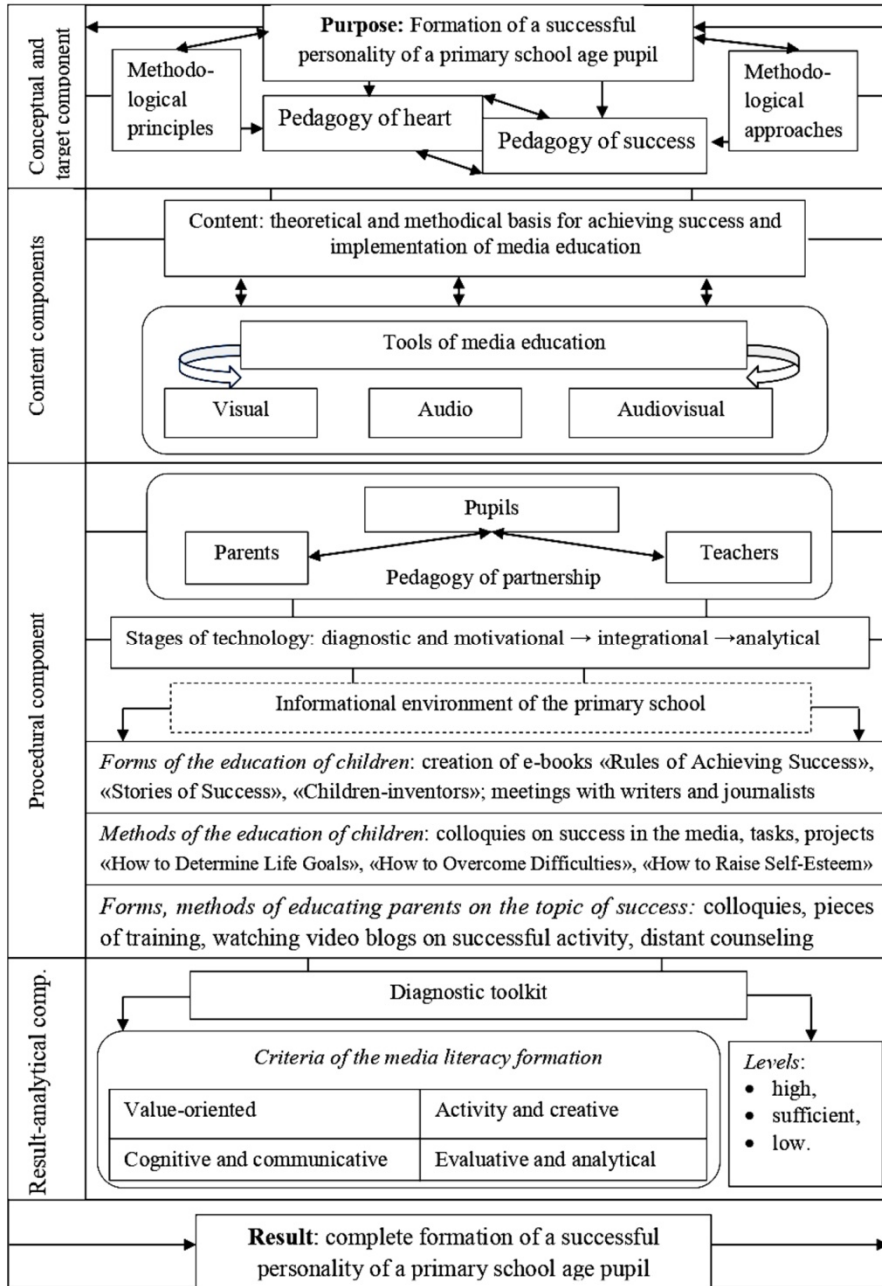 Conceptual and
target component
Purpose: Formation of a successful
personality of a primary school age pupil
Methodo-
logical
principles
Pedagogy of heart
Pedagogy of success
Methodo-
logical
approaches
Content components
Content: theoretical and methodical basis for achieving success and
implementation of media education
Tools of media education
Visual
Audio
Audiovisual
Procedural component
Pupils
Parents
Teachers
Pedagogy of partnership
Stages of technology: diagnostic and motivational → integrational →analytical
Informational environment of the primary school
Forms of the education of children: creation of e-books «Rules of Achieving Success»,
«Stories of Success», «Children-inventors»; meetings with writers and journalists
Methods of the education of children: colloquies on success in the media, tasks, projects
«How to Determine Life Goals», «How to Overcome Difficulties», «How to Raise Self-Esteem»
Forms, methods of educating parents on the topic of success: colloquies, pieces
of training, watching video blogs on successful activity, distant counseling
Result-analytical comp.
Diagnostic toolkit
Criteria of the media literacy formation
Value-oriented
Activity and creative
Cognitive and communicative
Evaluative and analytical
Levels:
• high,
• sufficient,
• low.
Result: complete formation of a successful
personality of a primary school age pupil